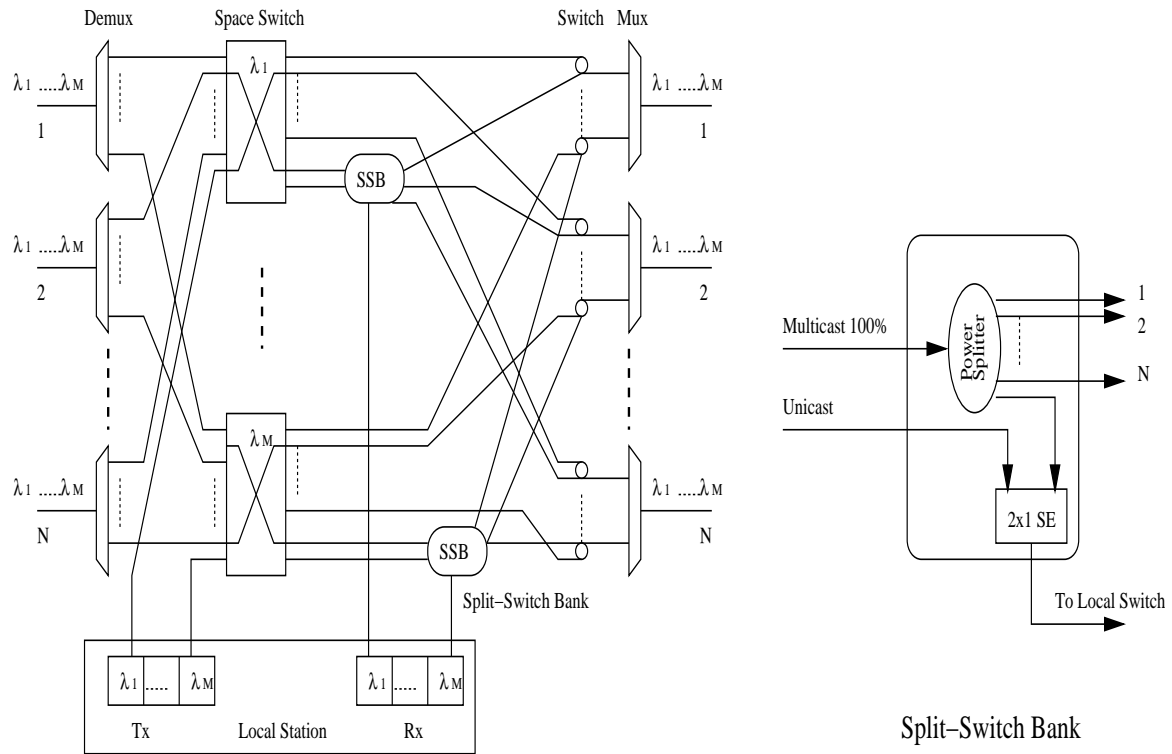 Demux
Space Switch
Switch
Mux
λ1 .....λM
1
λ1
λ1 .....λM
1
SSB
λ1 .....λM
2
λ1 .....λM
2
λM
λ1 .....λM
N
λ1 .....λM
N
SSB
Split–Switch Bank
λ1 ..... λM
Tx
Local Station
λ1 ..... λM
Rx
Multicast 100%
Power
Splitter
1
2
N
Unicast
2x1 SE
To Local Switch
Split–Switch Bank